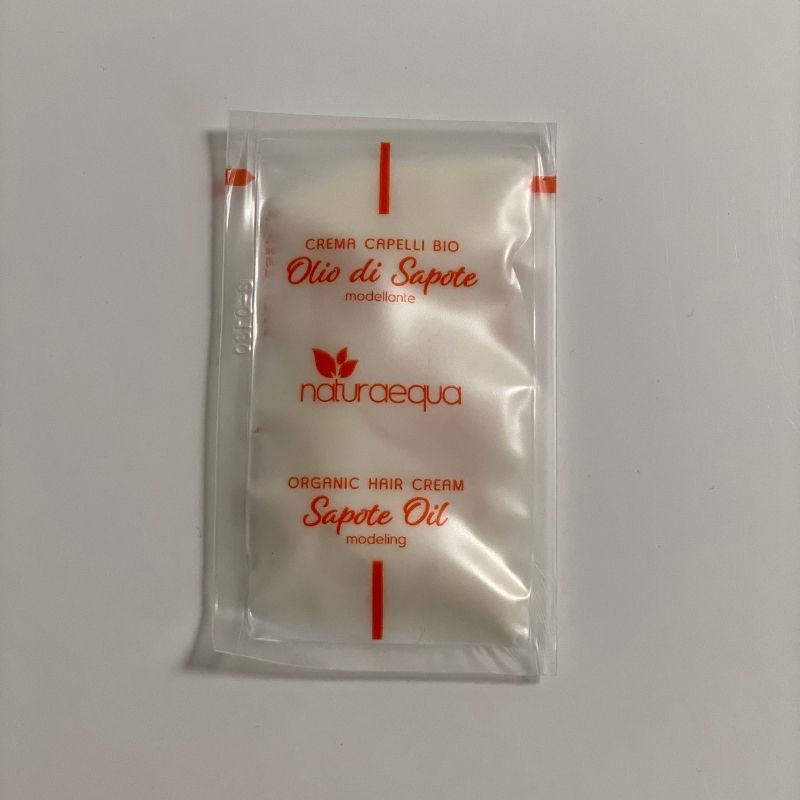 CREMA CAPELLI BIO
Olio di Sapote
modellante
naturaequa
ORGANIC HAIR CREAM
Sapote Oil
modeling